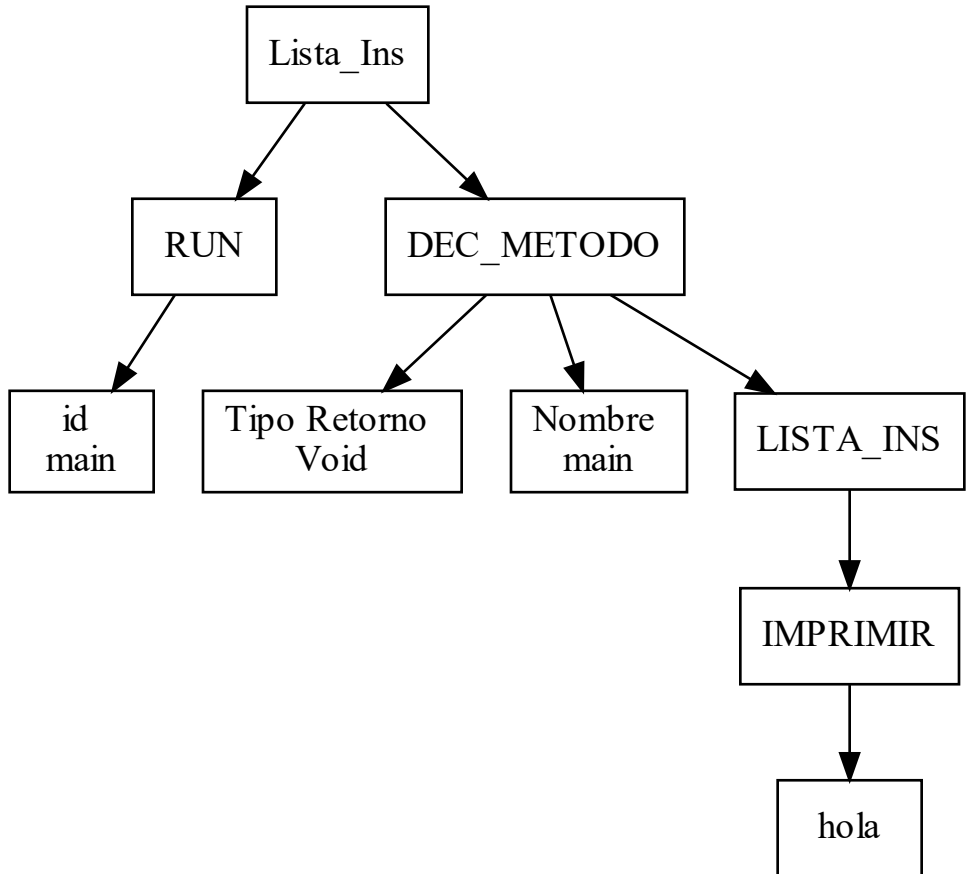 Lista_Ins
RUN
DEC_METODO
id
main
Tipo Retorno
Void
Nombre
main
LISTA_INS
IMPRIMIR
hola